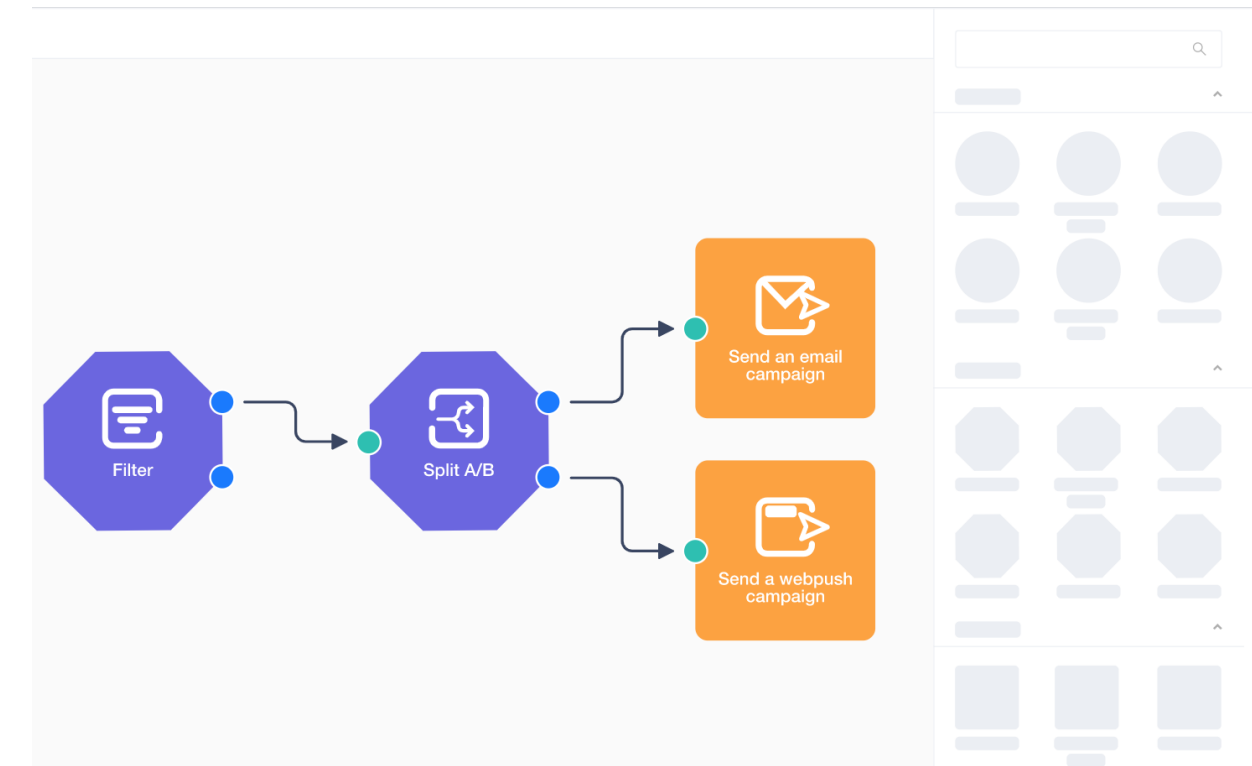 Filter
Split A/B
Send an email
campaign
Send a webpush
campaign